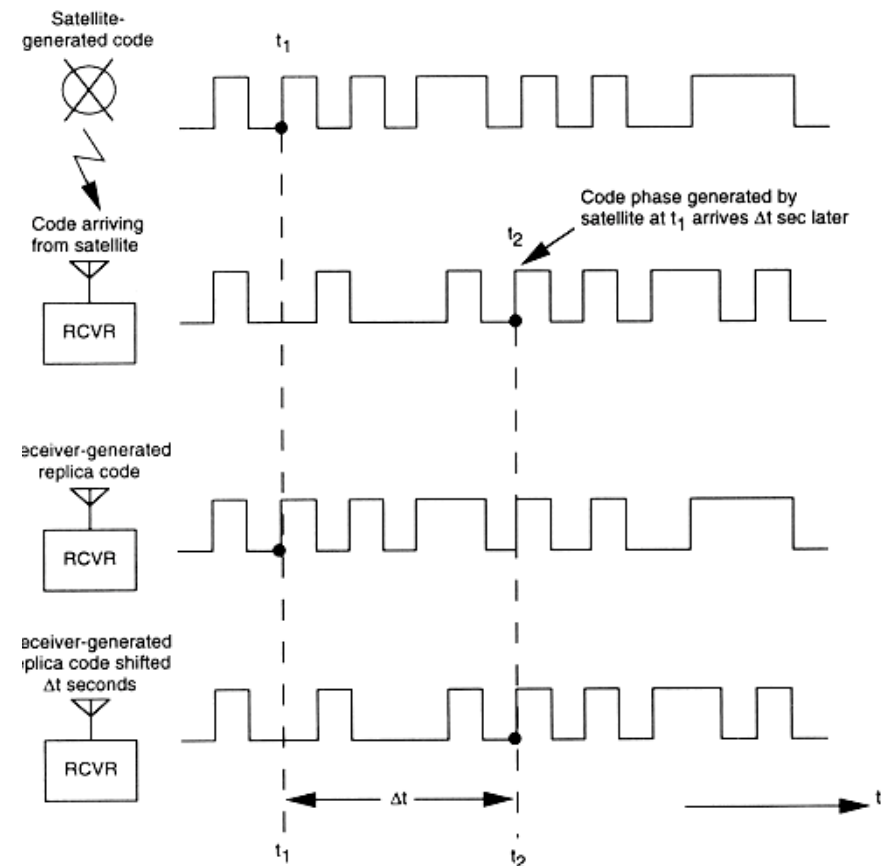 Satellite-
generated code
t1
Code arriving
from satellite
t2
Code phase generated by
satellite at t1 arrives Δt sec later
RCVR
eceiver-generated
replica code
RCVR
eceiver-generated
plica code shifted
Δt seconds
RCVR
Δt
t
t1
t2